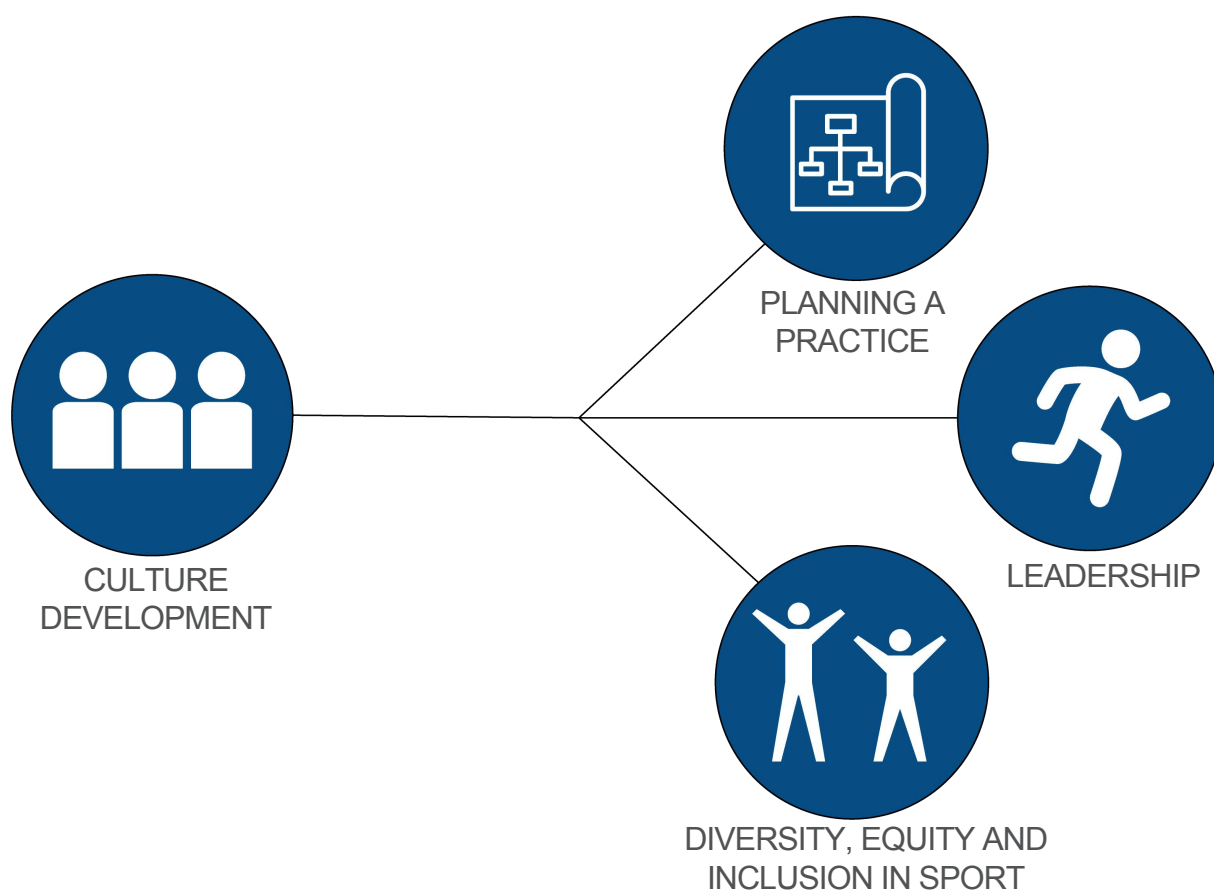 PLANNING A
PRACTICE
CULTURE
DEVELOPMENT
LEADERSHIP
DIVERSITY, EQUITY AND
INCLUSION IN SPORT